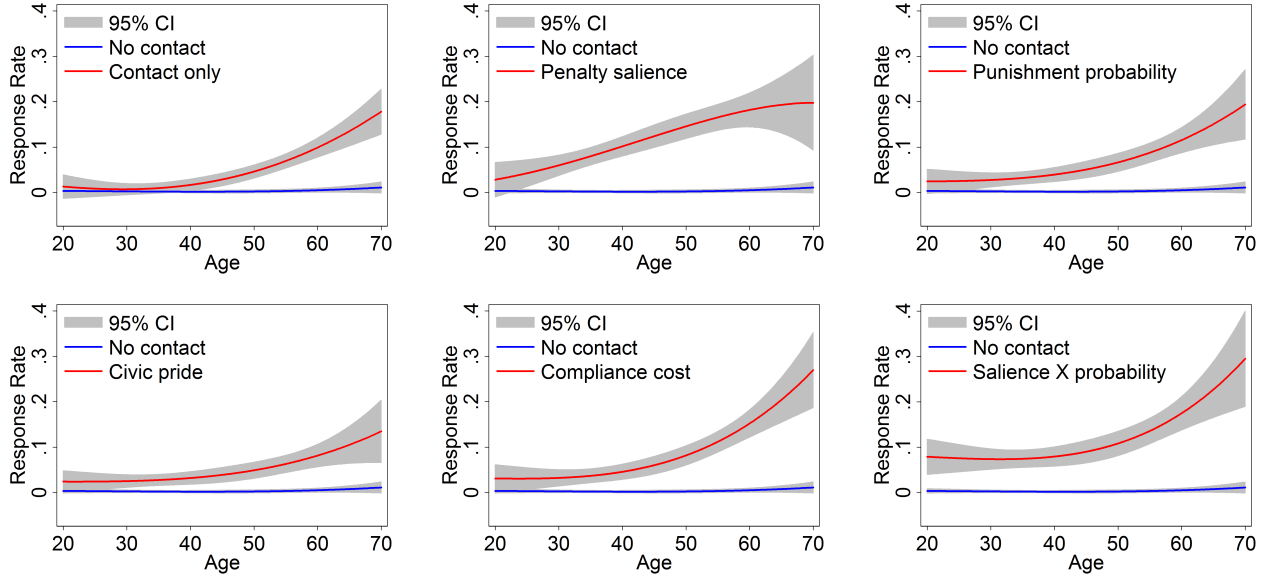 .4
.3
.2
.1
0
Response Rate
95% CI
No contact
Contact only
20 30 40 50 60 70
Age
.4
.3
.2
.1
0
Response Rate
95% CI
No contact
Penalty salience
20 30 40 50 60 70
Age
.4
.3
.2
.1
0
Response Rate
95% CI
No contact
Punishment probability
20 30 40 50 60 70
Age
.4
.3
.2
.1
0
Response Rate
95% CI
No contact
Civic pride
20 30 40 50 60 70
Age
.4
.3
.2
.1
0
Response Rate
95% CI
No contact
Compliance cost
20 30 40 50 60 70
Age
.4
.3
.2
.1
0
Response Rate
95% CI
No contact
Salience X probability
20 30 40 50 60 70
Age